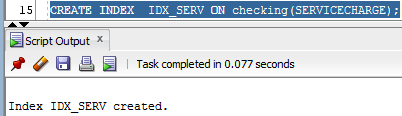 15 CREATE INDEX  IDX_SERV ON checking(SERVICECHARGE);
Script Output x
Task completed in 0.077 seconds
Index IDX_SERV created.